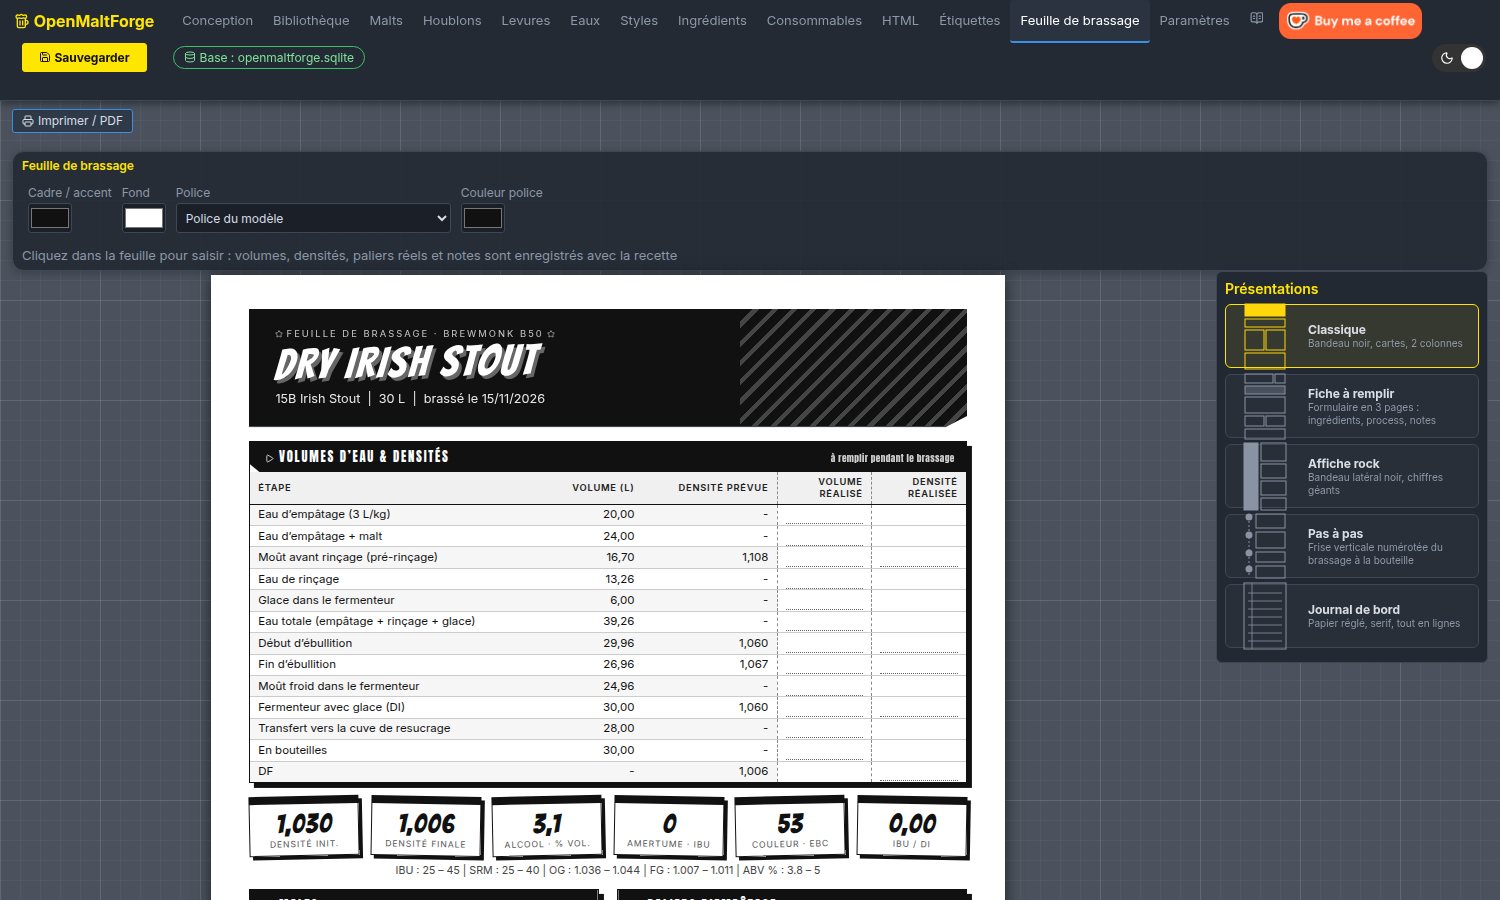 OpenMaltForge Conception Bibliothèque Malts Houblons Levures Eaux Styles Ingrédients Consommables HTML Étiquettes Feuille de brassage Paramètres Buy me a coffee
Sauvegarder Base : openmaltforge.sqlite
Imprimer / PDF
Feuille de brassage
Cadre / accent Fond Police Couleur police
Police du modèle
Cliquez dans la feuille pour saisir : volumes, densités, paliers réels et notes sont enregistrés avec la recette
FEUILLE DE BRASSAGE · BREWMONK B50
DRY IRISH STOUT
15B Irish Stout | 30 L | brassé le 15/11/2026
VOLUMES D'EAU & DENSITÉS à remplir pendant le brassage
ÉTAPE VOLUME (L) DENSITÉ PRÉVUE VOLUME RÉALISÉ DENSITÉ RÉALISÉE
Eau d'empâtage (3 L/kg) 20,00 -
Eau d'empâtage + malt 24,00 -
Moût avant rinçage (pré-rinçage) 16,70 1,108
Eau de rinçage 13,26 -
Glace dans le fermenteur 6,00 -
Eau totale (empâtage + rinçage + glace) 39,26 -
Début d'ébullition 29,96 1,060
Fin d'ébullition 26,96 1,067
Moût froid dans le fermenteur 24,96 -
Fermenteur avec glace (DI) 30,00 1,060
Transfert vers la cuve de resucrage 28,00 -
En bouteilles 30,00 -
DF - 1,006
1,030 1,006 3,1 0 53 0,00
DENSITÉ INIT. DENSITÉ FINALE ALCOOL · % VOL. AMERTUME · IBU COULEUR · EBC IBU / DI
IBU : 25 – 45 | SRM : 25 – 40 | OG : 1.036 – 1.044 | FG : 1.007 – 1.011 | ABV % : 3.8 – 5
Présentations
Classique
Bandeau noir, cartes, 2 colonnes
Fiche à remplir
Formulaire en 3 pages :
ingrédients, process, notes
Affiche rock
Bandeau latéral noir, chiffres
géants
Pas à pas
Frise verticale numérotée du
brassage à la bouteille
Journal de bord
Papier réglé, serif, tout en lignes